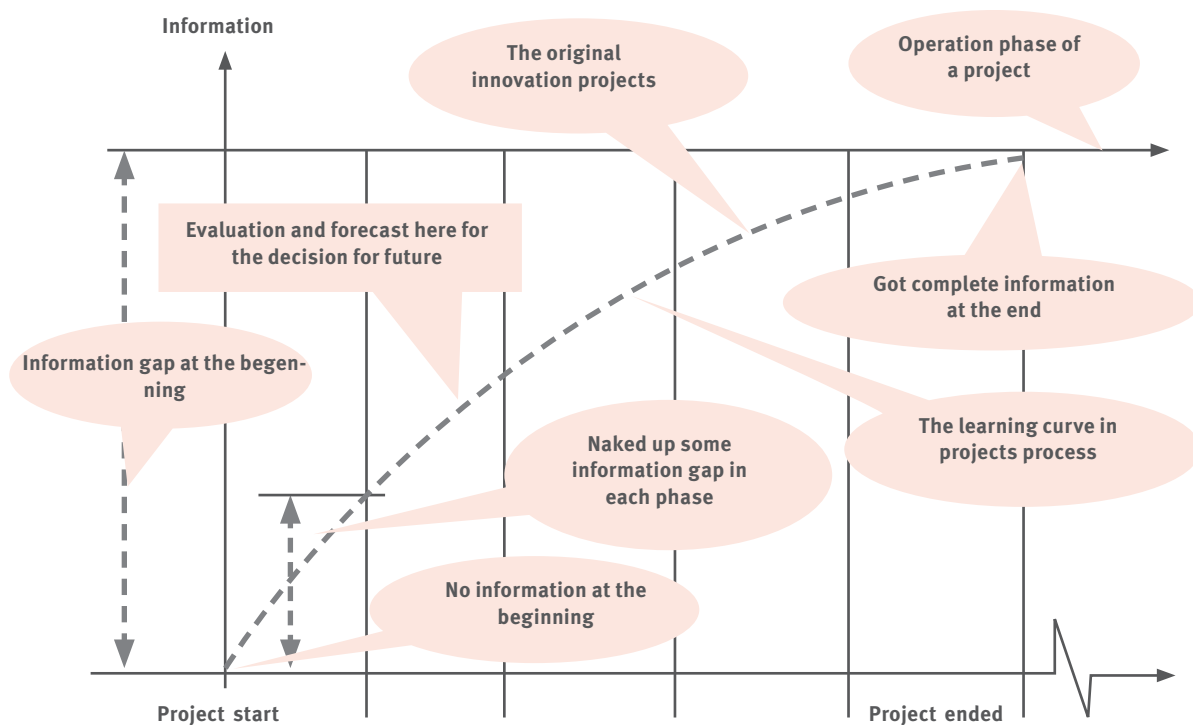 Information
The original
innovation projects
Operation phase of
a project
Evaluation and forecast here for
the decision for future
Got complete information
at the end
Information gap at the begen-
ning
The learning curve in
projects process
Naked up some
information gap in
each phase
No information at the
beginning
Project start
Project ended